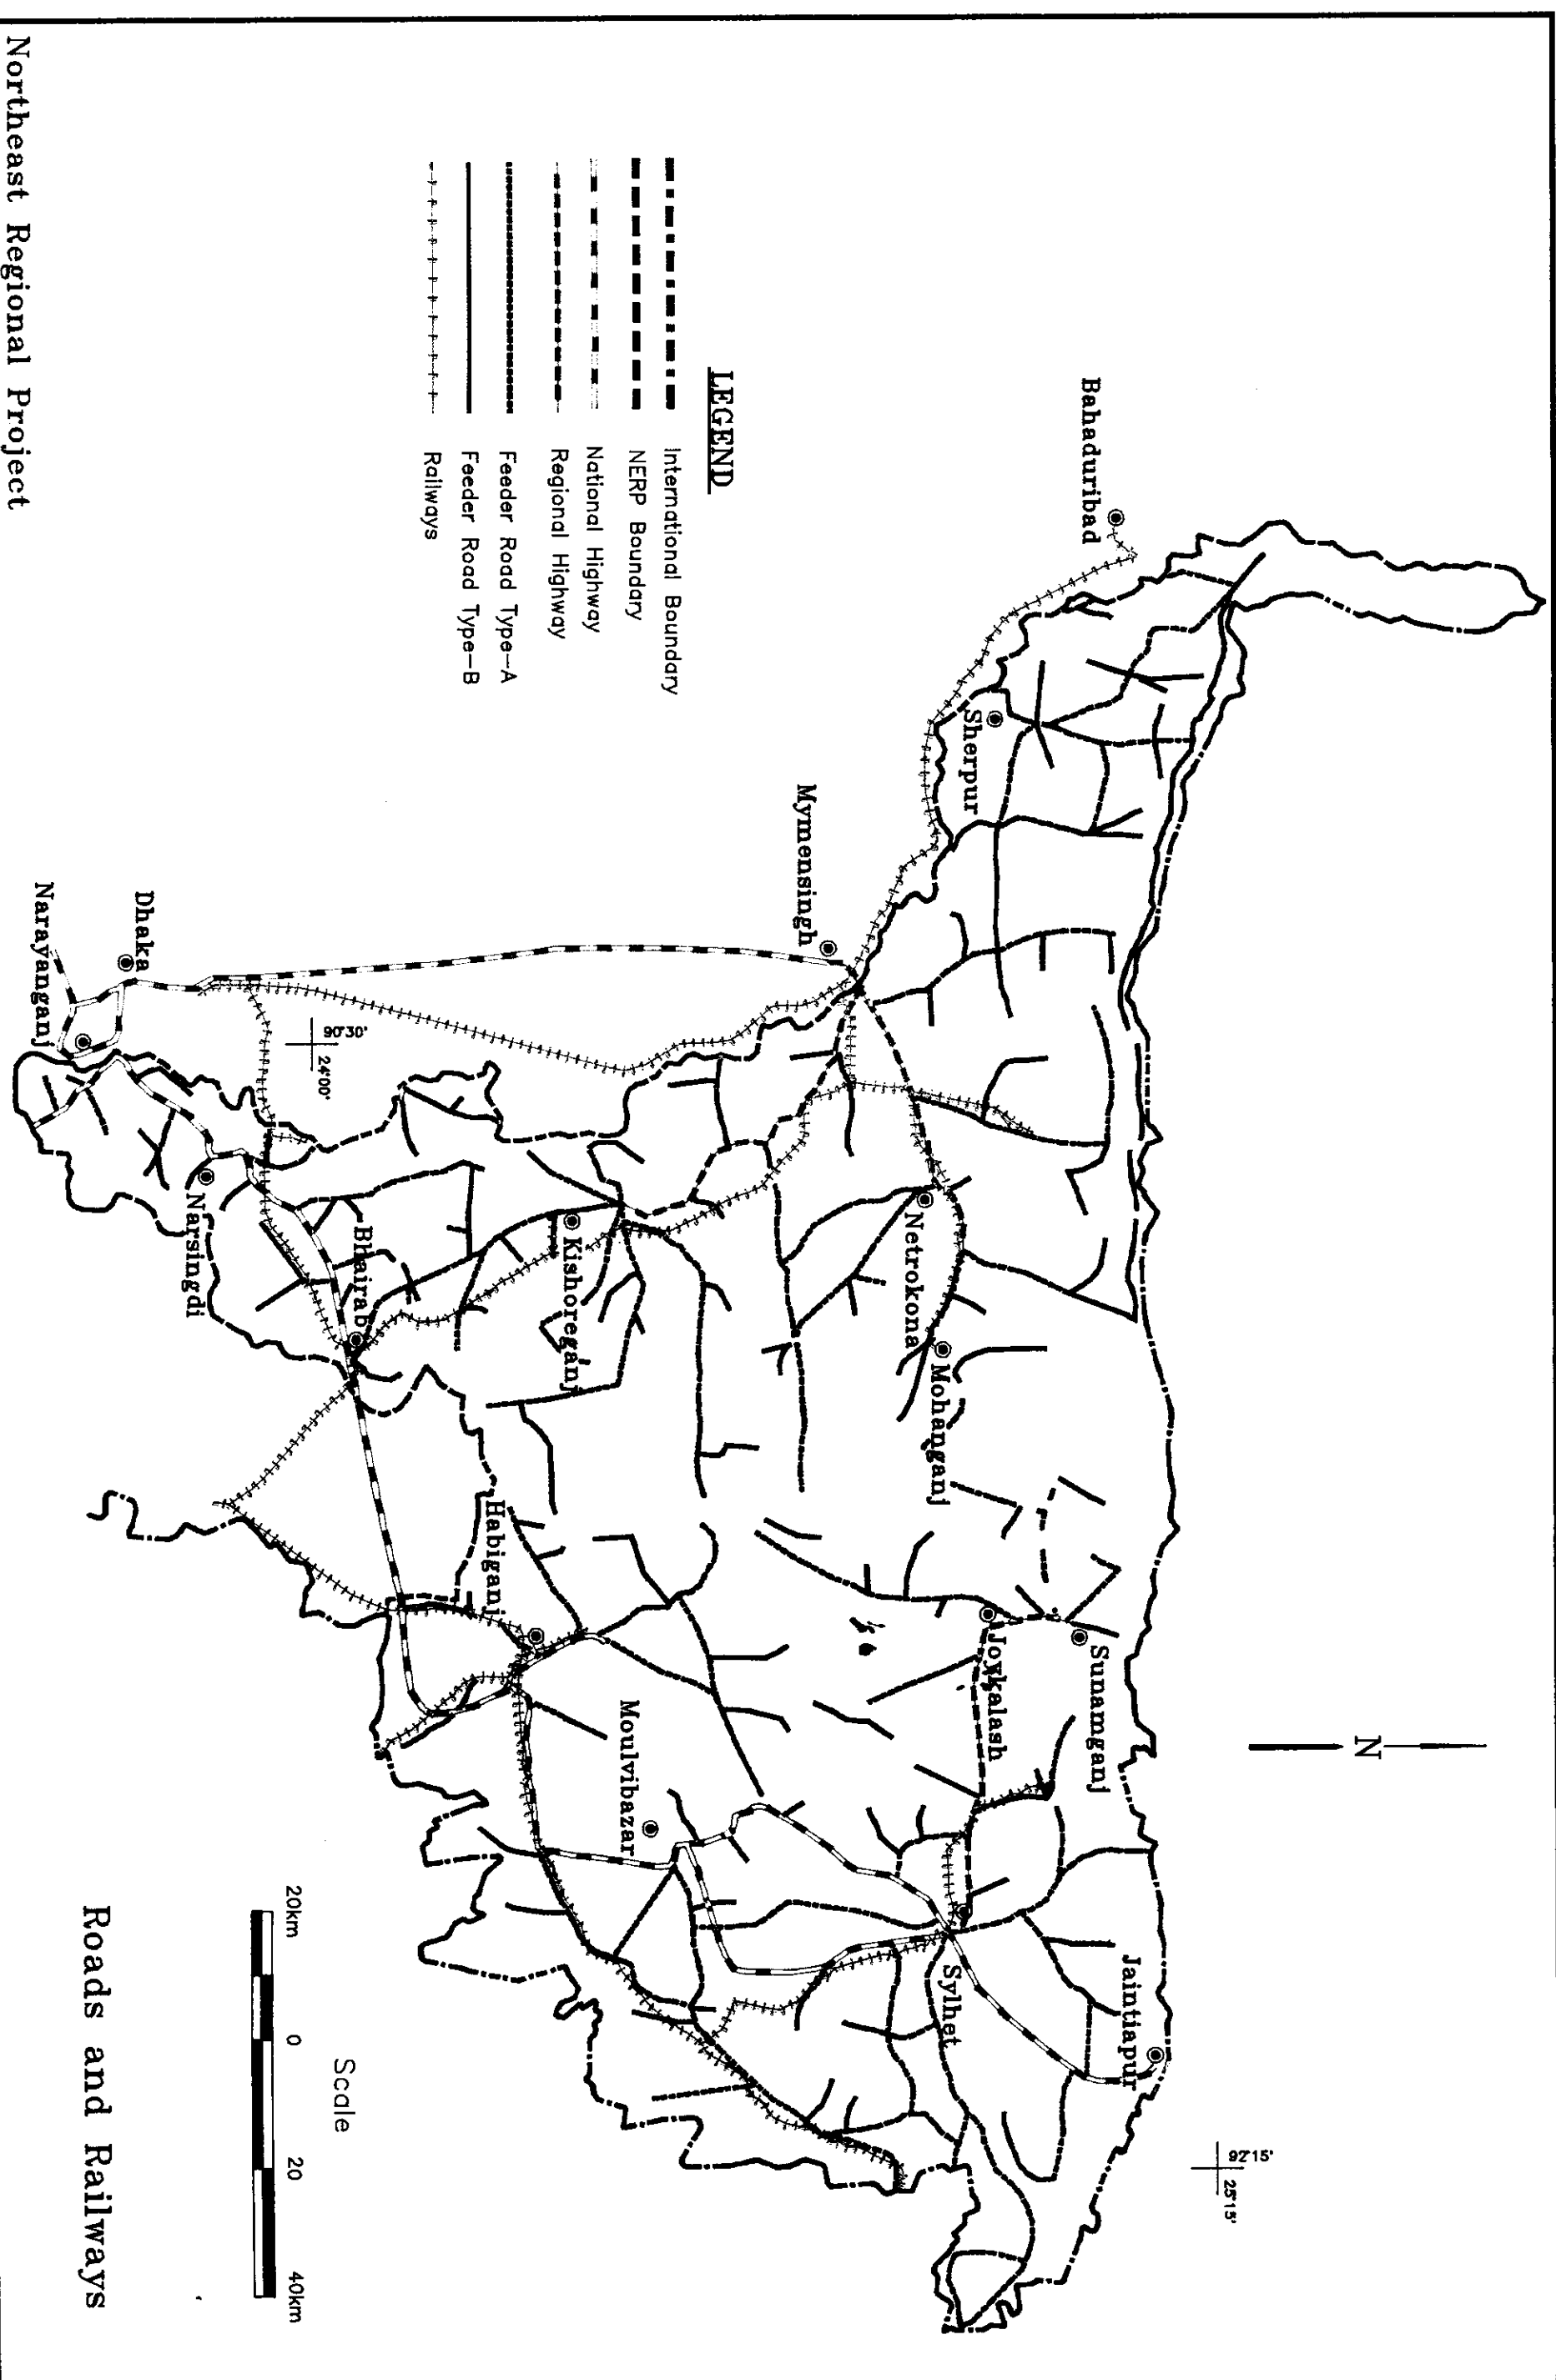 Bahaduribad
Sherpur
Mymensingh
Netrokona
Mohanganj
Sunamganj
Joykalash
Jaintiapur
Sylhet
Moulvibazar
Habiganj
Kishoreganj
Bhairab
Narsingdi
Dhaka
Narayanganj
N
92°15'
25°15'
90°30'
24°00'
LEGEND
International Boundary
NERP Boundary
National Highway
Regional Highway
Feeder Road Type-A
Feeder Road Type-B
Railways
Scale
20km 0 20 40km
Northeast Regional Project
Roads and Railways